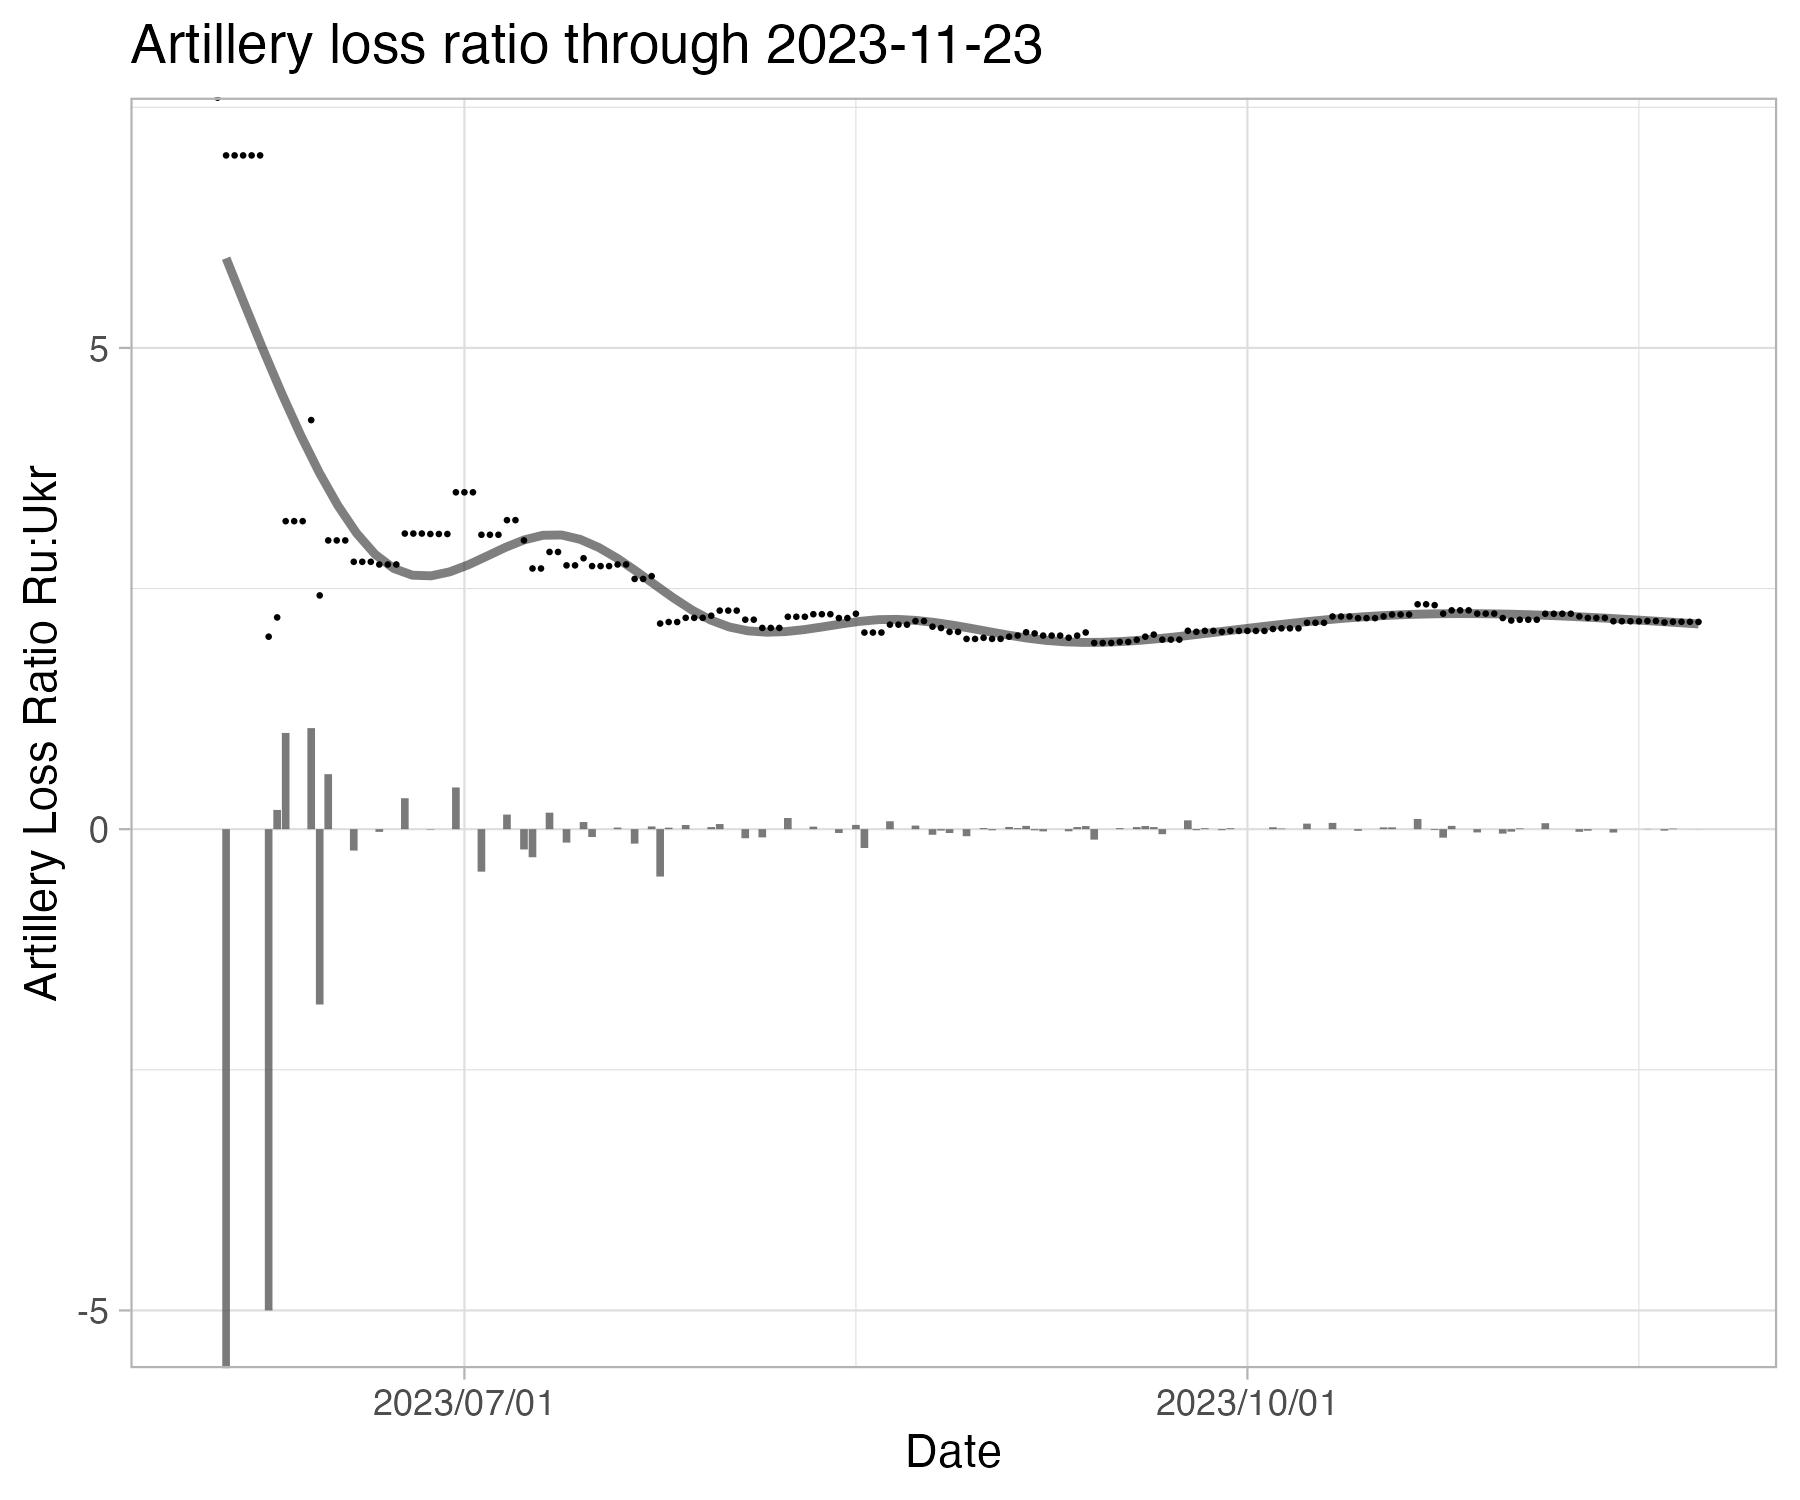 Artillery loss ratio through 2023-11-23
Artillery Loss Ratio Ru:Ukr
5
0
-5
2023/07/01
2023/10/01
Date